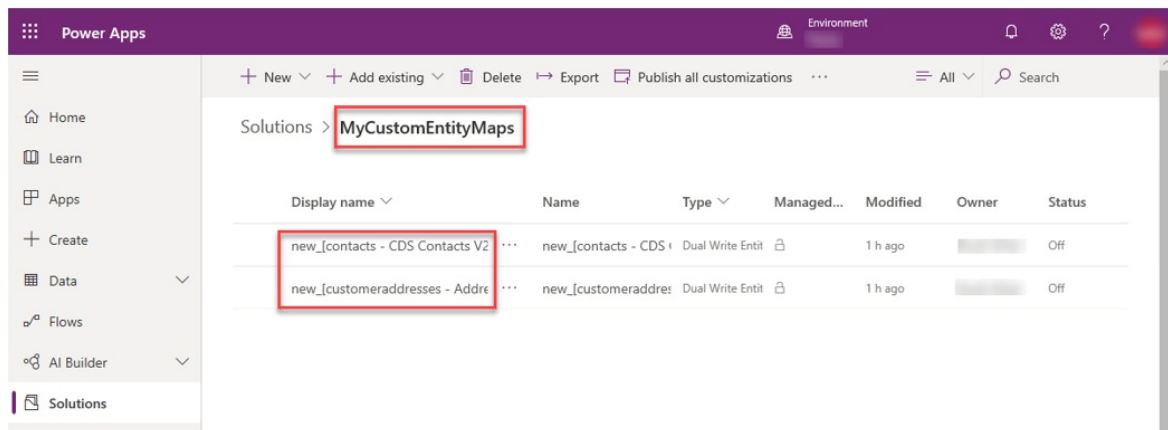 Power Apps
Environment
New
Add existing
Delete
Export
Publish all customizations
...
All
Search
Home
Learn
Apps
Create
Data
Flows
AI Builder
Solutions
Solutions > MyCustomEntityMaps
Display name Name Type Managed... Modified Owner Status
new_[contacts - CDS Contacts V2 ... new_[contacts - CDS Dual Write Entit 1 h ago Off
new_[customeraddresses - Addre ... new_[customeraddres Dual Write Entit 1 h ago Off